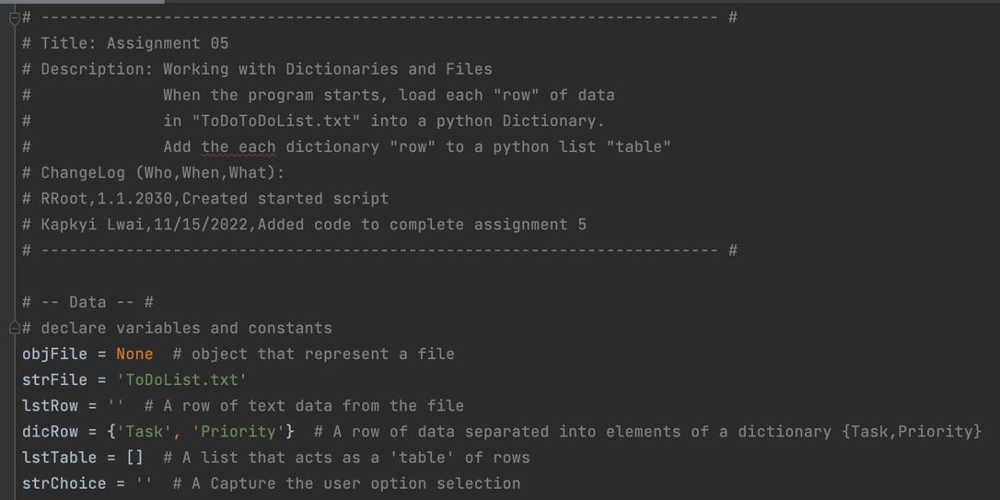 # ------------------------------------------------------------------------ #
# Title: Assignment 05
# Description: Working with Dictionaries and Files
#              When the program starts, load each "row" of data
#              in "ToDoToDoList.txt" into a python Dictionary.
#              Add the each dictionary "row" to a python list "table"
# ChangeLog (Who,When,What):
# RRoot,1.1.2030,Created started script
# Kapkyi Lwai,11/15/2022,Added code to complete assignment 5
# ------------------------------------------------------------------------ #

# -- Data -- #
# declare variables and constants
objFile = None  # object that represent a file
strFile = 'ToDoList.txt'
lstRow = ''  # A row of text data from the file
dicRow = {'Task', 'Priority'}  # A row of data separated into elements of a dictionary {Task,Priority}
lstTable = []  # A list that acts as a 'table' of rows
strChoice = ''  # A Capture the user option selection